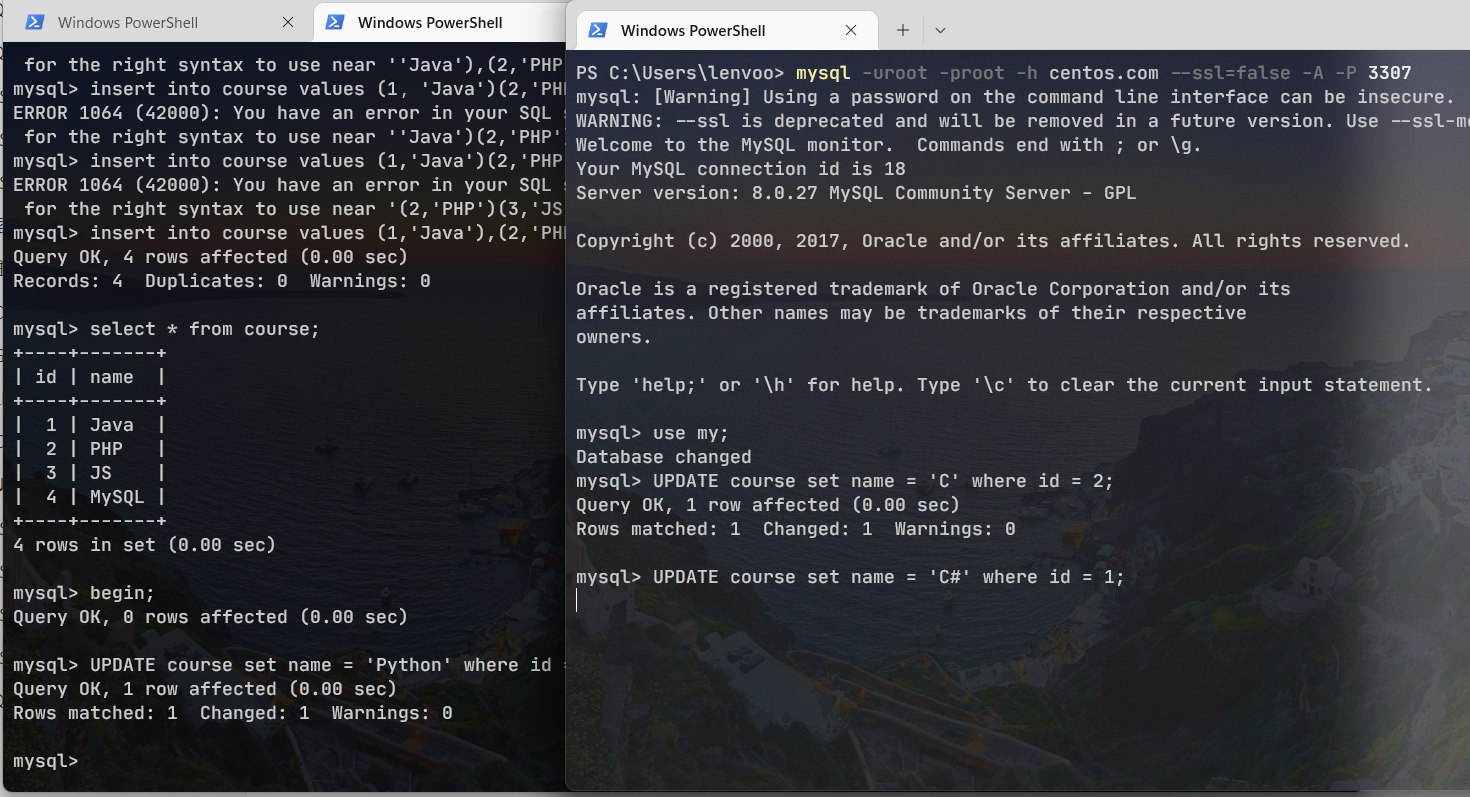 Windows PowerShell
Windows PowerShell
for the right syntax to use near ''Java'),(2,'PHP
mysql> insert into course values (1, 'Java')(2,'PH
ERROR 1064 (42000): You have an error in your SQL s
for the right syntax to use near ''Java')(2,'PHP'
mysql> insert into course values (1,'Java')(2,'PHP
ERROR 1064 (42000): You have an error in your SQL s
for the right syntax to use near '(2,'PHP')(3,'JS
mysql> insert into course values (1,'Java'),(2,'PH
Query OK, 4 rows affected (0.00 sec)
Records: 4  Duplicates: 0  Warnings: 0
mysql> select * from course;
+----+-------+
| id | name  |
+----+-------+
|  1 | Java  |
|  2 | PHP   |
|  3 | JS    |
|  4 | MySQL |
+----+-------+
4 rows in set (0.00 sec)
mysql> begin;
Query OK, 0 rows affected (0.00 sec)
mysql> UPDATE course set name = 'Python' where id =
Query OK, 1 row affected (0.00 sec)
Rows matched: 1  Changed: 1  Warnings: 0
mysql>
Windows PowerShell
PS C:\Users\lenvoo> mysql -uroot -proot -h centos.com --ssl=false -A -P 3307
mysql: [Warning] Using a password on the command line interface can be insecure.
WARNING: --ssl is deprecated and will be removed in a future version. Use --ssl-mo
Welcome to the MySQL monitor.  Commands end with ; or \g.
Your MySQL connection id is 18
Server version: 8.0.27 MySQL Community Server - GPL
Copyright (c) 2000, 2017, Oracle and/or its affiliates. All rights reserved.
Oracle is a registered trademark of Oracle Corporation and/or its
affiliates. Other names may be trademarks of their respective
owners.
Type 'help;' or '\h' for help. Type '\c' to clear the current input statement.
mysql> use my;
Database changed
mysql> UPDATE course set name = 'C' where id = 2;
Query OK, 1 row affected (0.00 sec)
Rows matched: 1  Changed: 1  Warnings: 0
mysql> UPDATE course set name = 'C#' where id = 1;